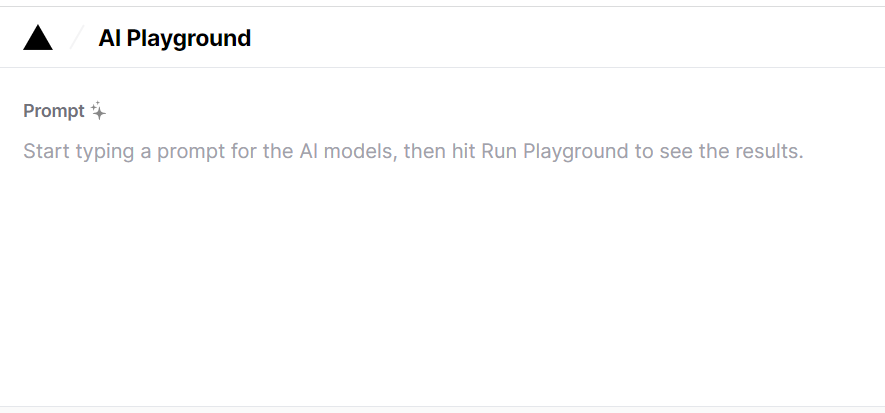 AI Playground
Prompt
Start typing a prompt for the AI models, then hit Run Playground to see the results.